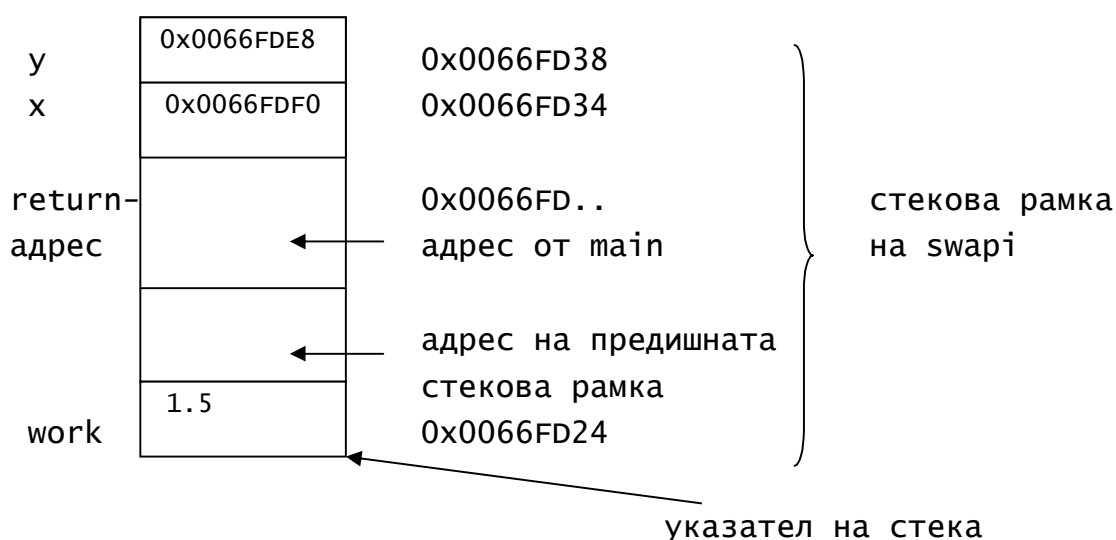 y 0x0066FDE8 0x0066FD38
x 0x0066FDF0 0x0066FD34
return- 0x0066FD.. стекова рамка
адрес адрес от main на swapi
адрес на предишната
стекова рамка
1.5
work 0x0066FD24
указател на стека